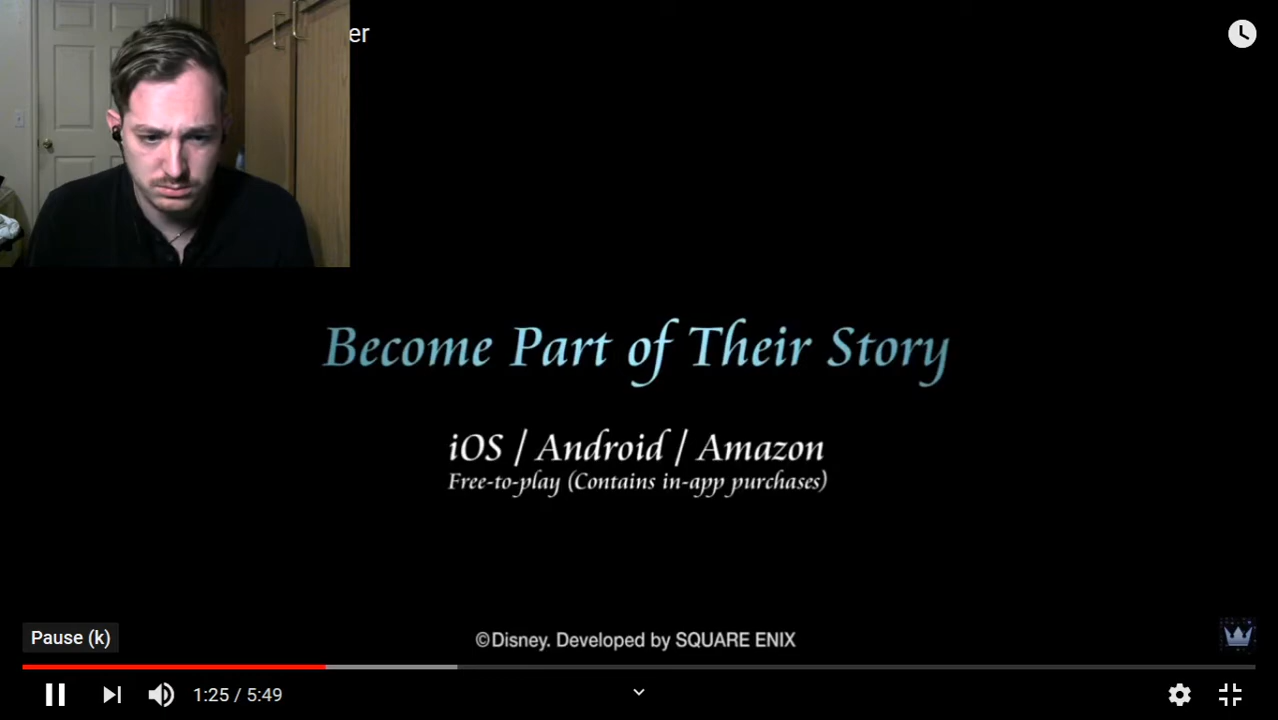 er
Become Part of Their Story
iOS / Android / Amazon
Free-to-play (Contains in-app purchases)
Pause (k)
©Disney. Developed by SQUARE ENIX
1:25 / 5:49